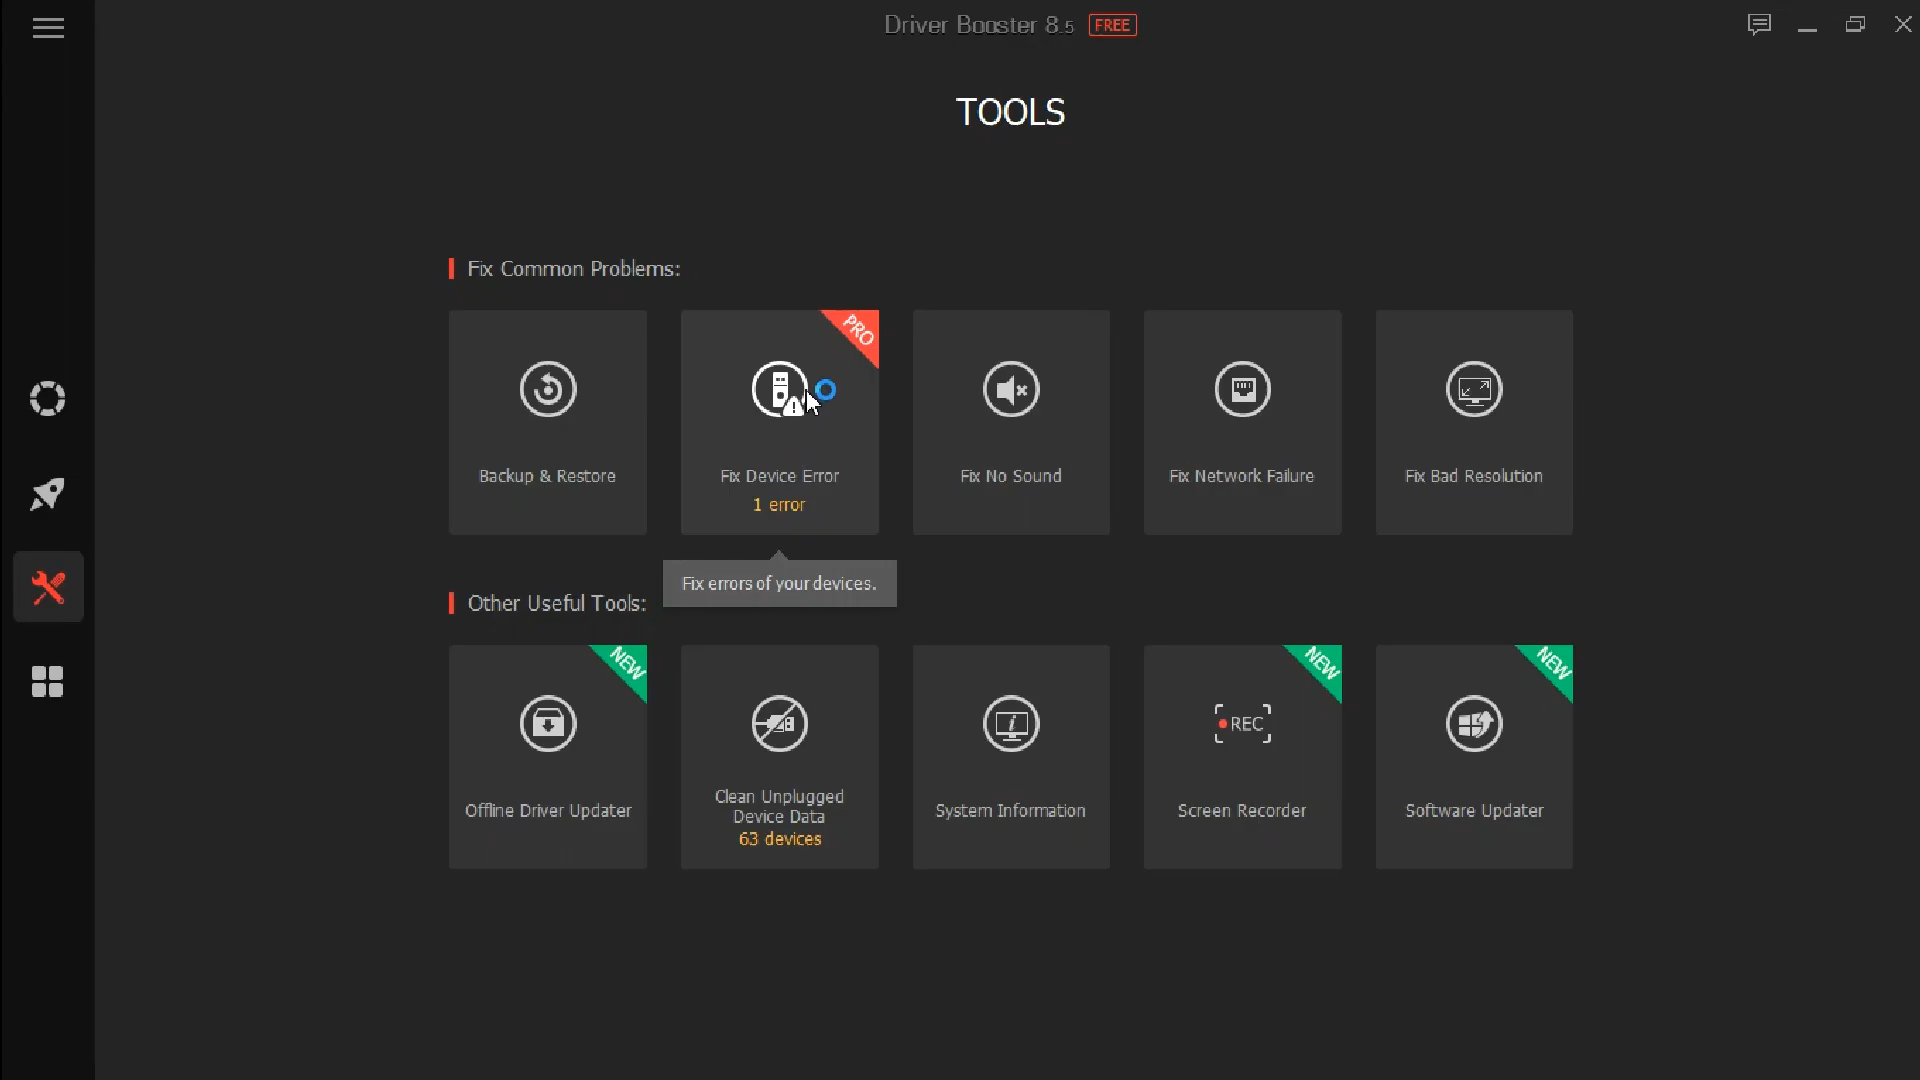 Driver Booster 8.5 FREE
TOOLS
Fix Common Problems:
PRO
Backup & Restore
Fix Device Error
1 error
Fix No Sound
Fix Network Failure
Fix Bad Resolution
Fix errors of your devices.
Other Useful Tools:
NEW
NEW
NEW
REC
Offline Driver Updater
Clean Unplugged
Device Data
63 devices
System Information
Screen Recorder
Software Updater